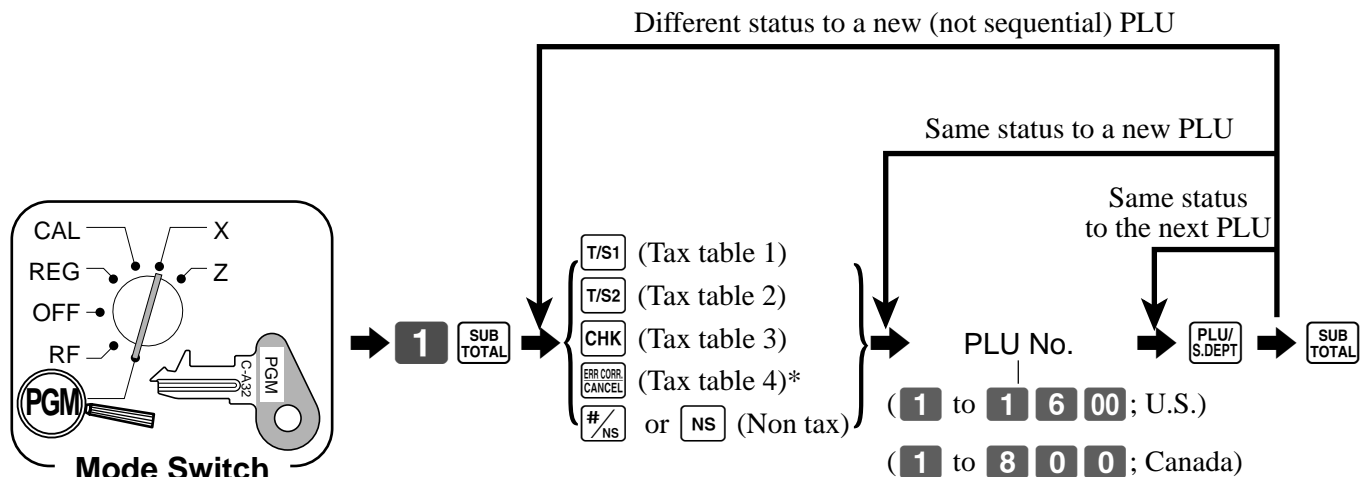 Different status to a new (not sequential) PLU
Same status to a new PLU
Same status
to the next PLU
CAL
X
REG
Z
OFF
RF
PGM
PGM
C-A32
Mode Switch
1
SUB
TOTAL
T/S1 (Tax table 1)
T/S2 (Tax table 2)
CHK (Tax table 3)
ERR CORR.
CANCEL (Tax table 4)*
#/NS or NS (Non tax)
PLU No.
(1 to 1 6 00; U.S.)
(1 to 8 0 0; Canada)
PLU/
S.DEPT
SUB
TOTAL